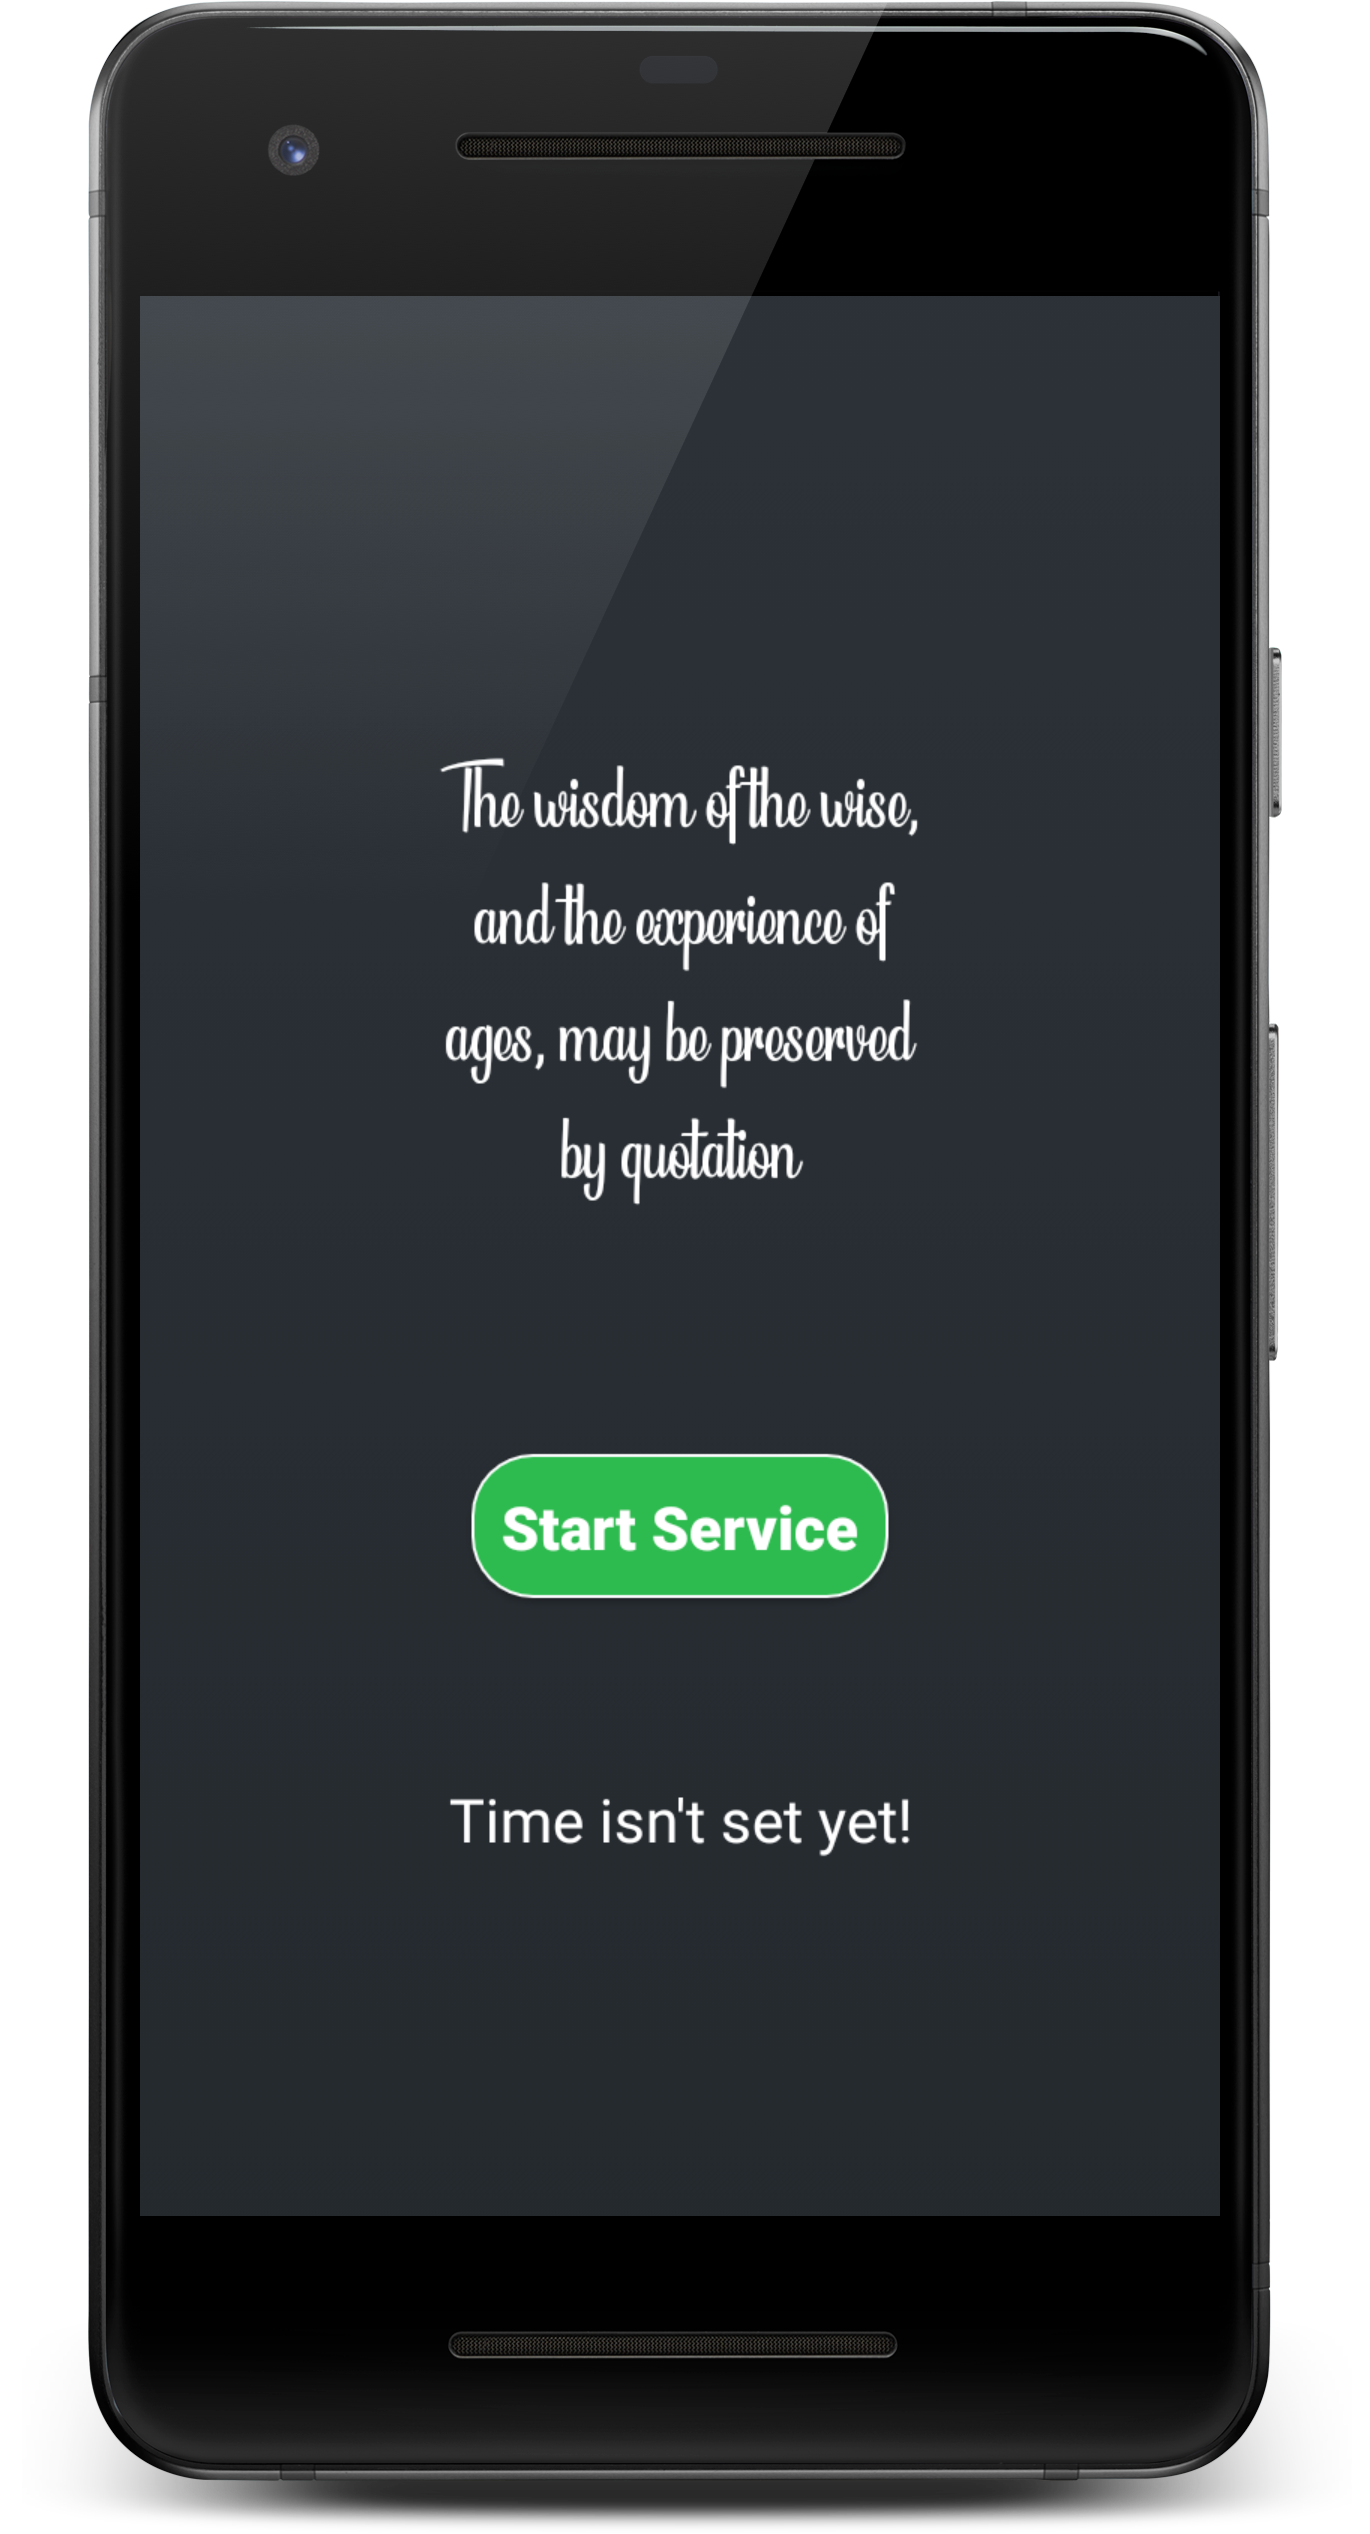 The wisdom of the wise,
and the experience of
ages, may be preserved
by quotation
Start Service
Time isn't set yet!